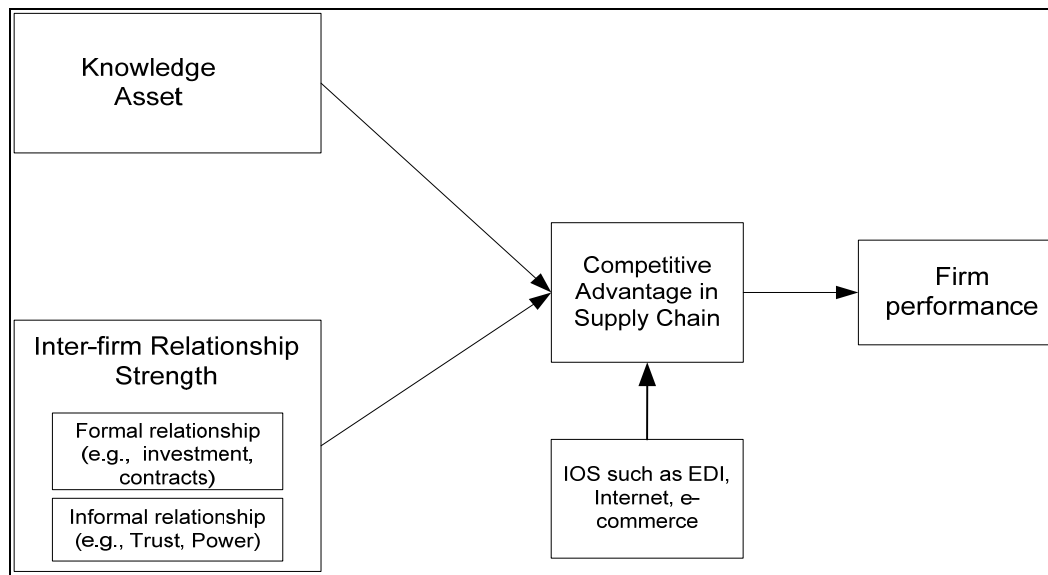 Knowledge
Asset
Inter-firm Relationship
Strength
Formal relationship
(e.g., investment,
contracts)
Informal relationship
(e.g., Trust, Power)
Competitive
Advantage in
Supply Chain
IOS such as EDI,
Internet, e-
commerce
Firm
performance